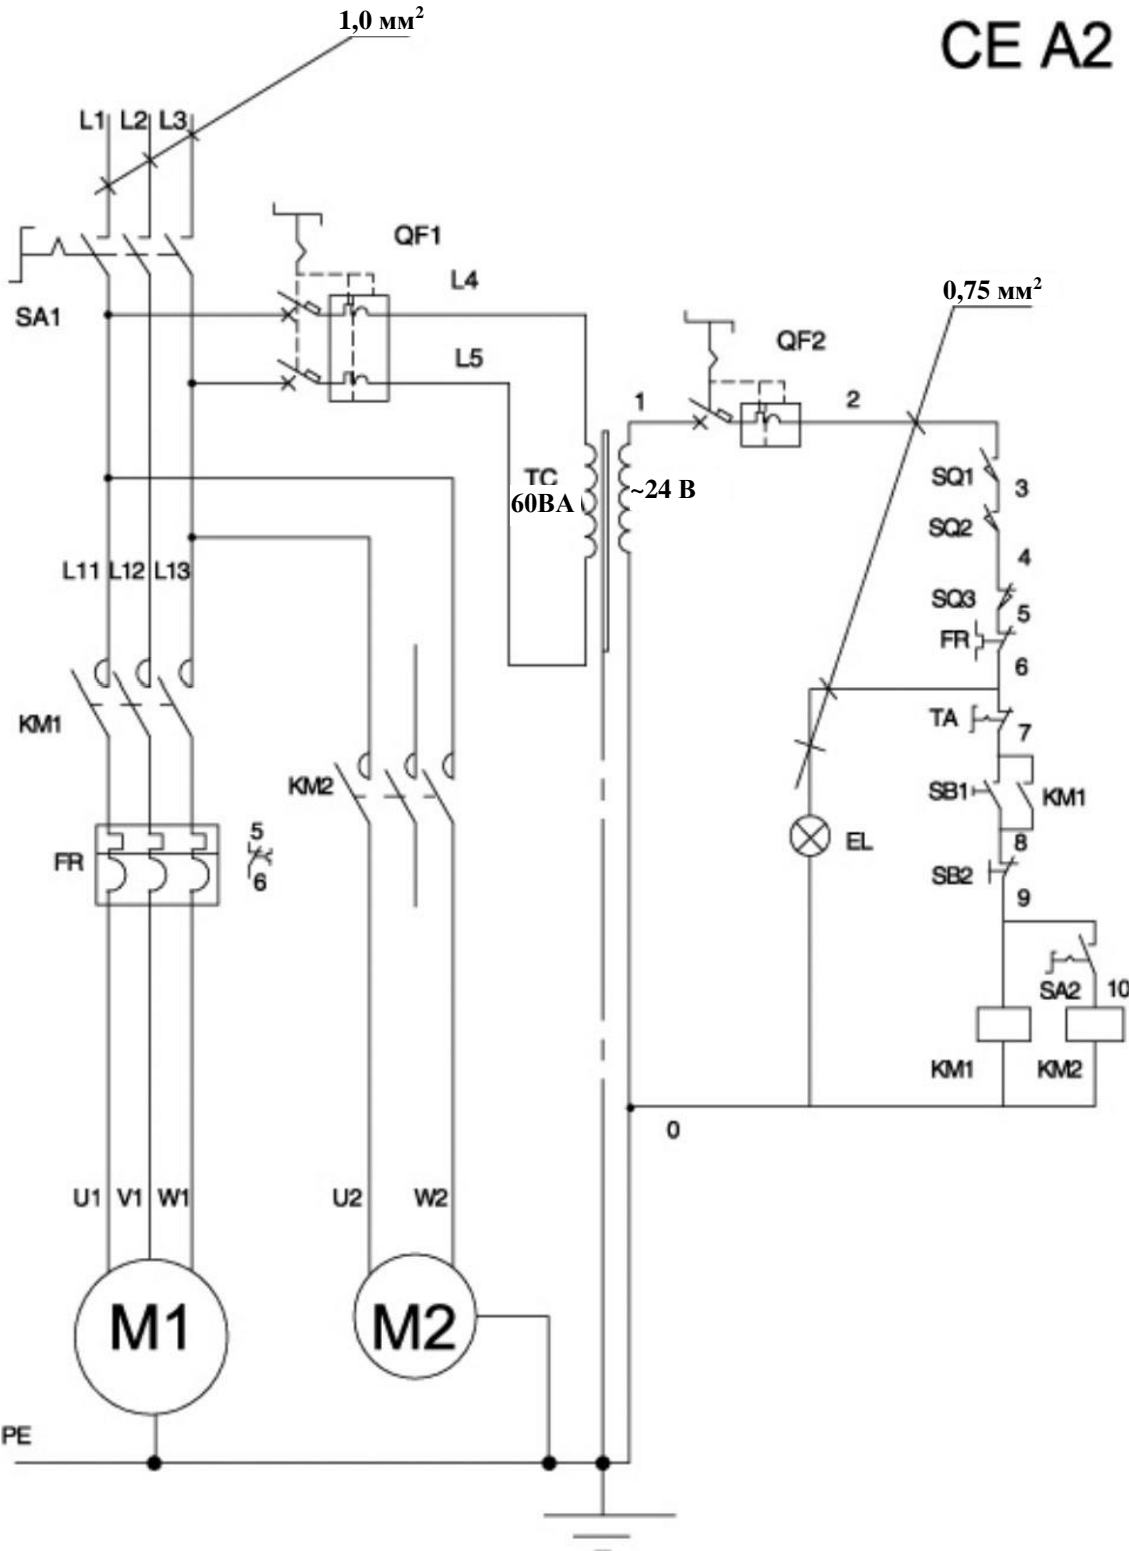 1,0 мм²
CE A2
L1 L2 L3
QF1
L4
SA1
0,75 мм²
QF2
L5
1
2
TC
60ВА
~24 В
SQ1
3
SQ2
4
L11 L12 L13
SQ3
5
FR
6
KM1
TA
7
KM2
SB1
KM1
5
FR
6
EL
8
SB2
9
SA2
10
KM1
KM2
0
U1 V1 W1
U2
W2
M1
M2
PE